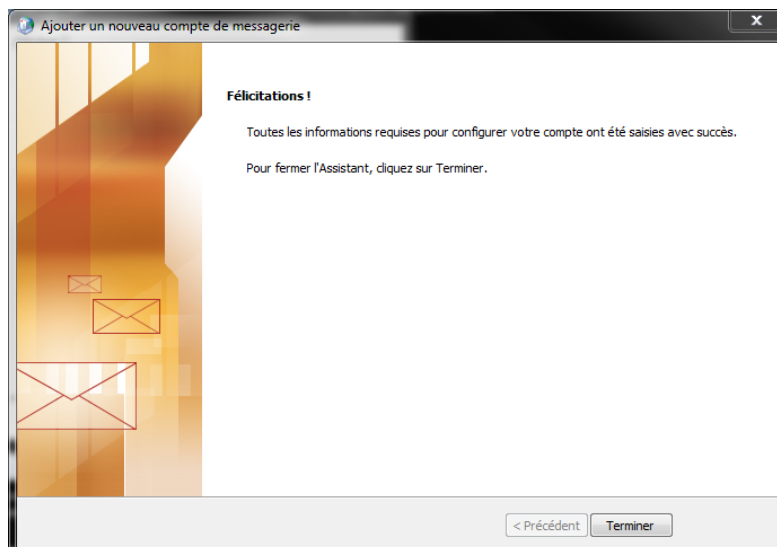 Ajouter un nouveau compte de messagerie
Félicitations !
Toutes les informations requises pour configurer votre compte ont été saisies avec succès.
Pour fermer l'Assistant, cliquez sur Terminer.
< Précédent
Terminer